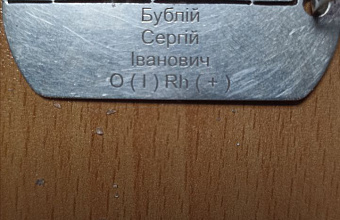 Бублій
Сергій
Іванович
O ( I ) Rh ( + )